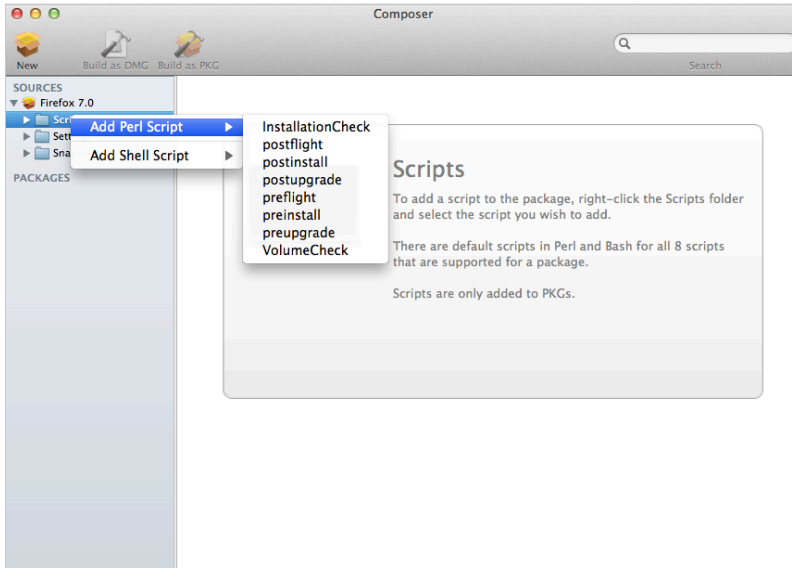 Composer
New
Build as DMG
Build as PKG
Search
SOURCES
Firefox 7.0
Add Perl Script
Add Shell Script
PACKAGES
InstallationCheck
postflight
postinstall
postupgrade
preflight
preinstall
preupgrade
VolumeCheck
Scripts
To add a script to the package, right-click the Scripts folder
and select the script you wish to add.
There are default scripts in Perl and Bash for all 8 scripts
that are supported for a package.
Scripts are only added to PKGs.